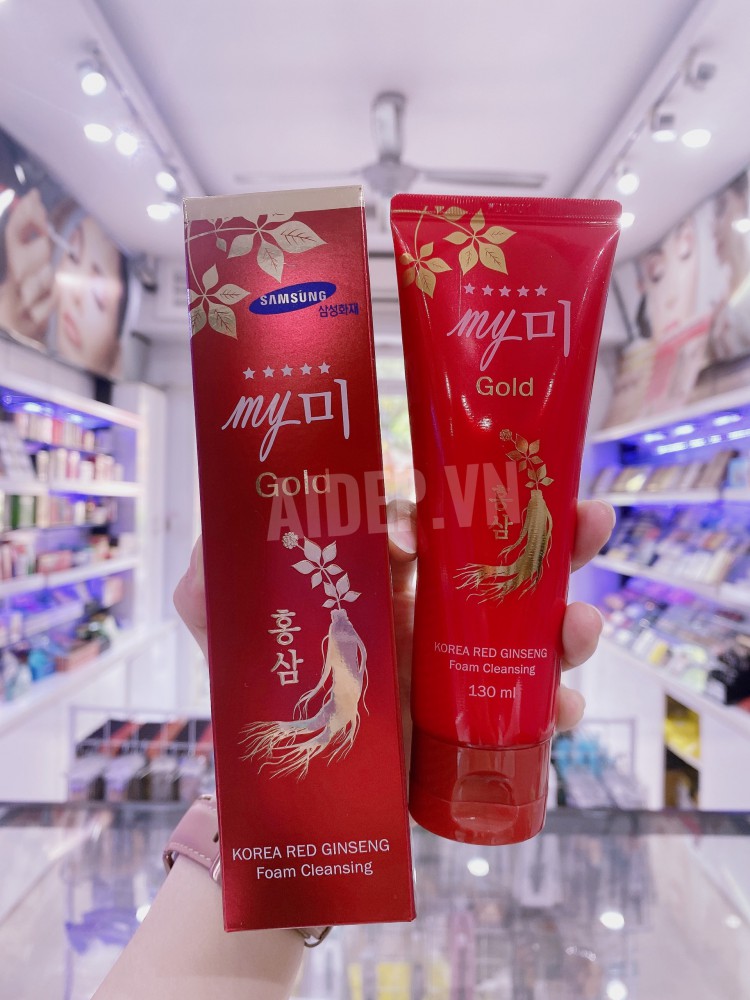 SAMSUNG
삼성화재
my미
Gold
홍삼
KOREA RED GINSENG
Foam Cleansing
my미
Gold
홍삼
KOREA RED GINSENG
Foam Cleansing
130 ml
AIDEP.VN